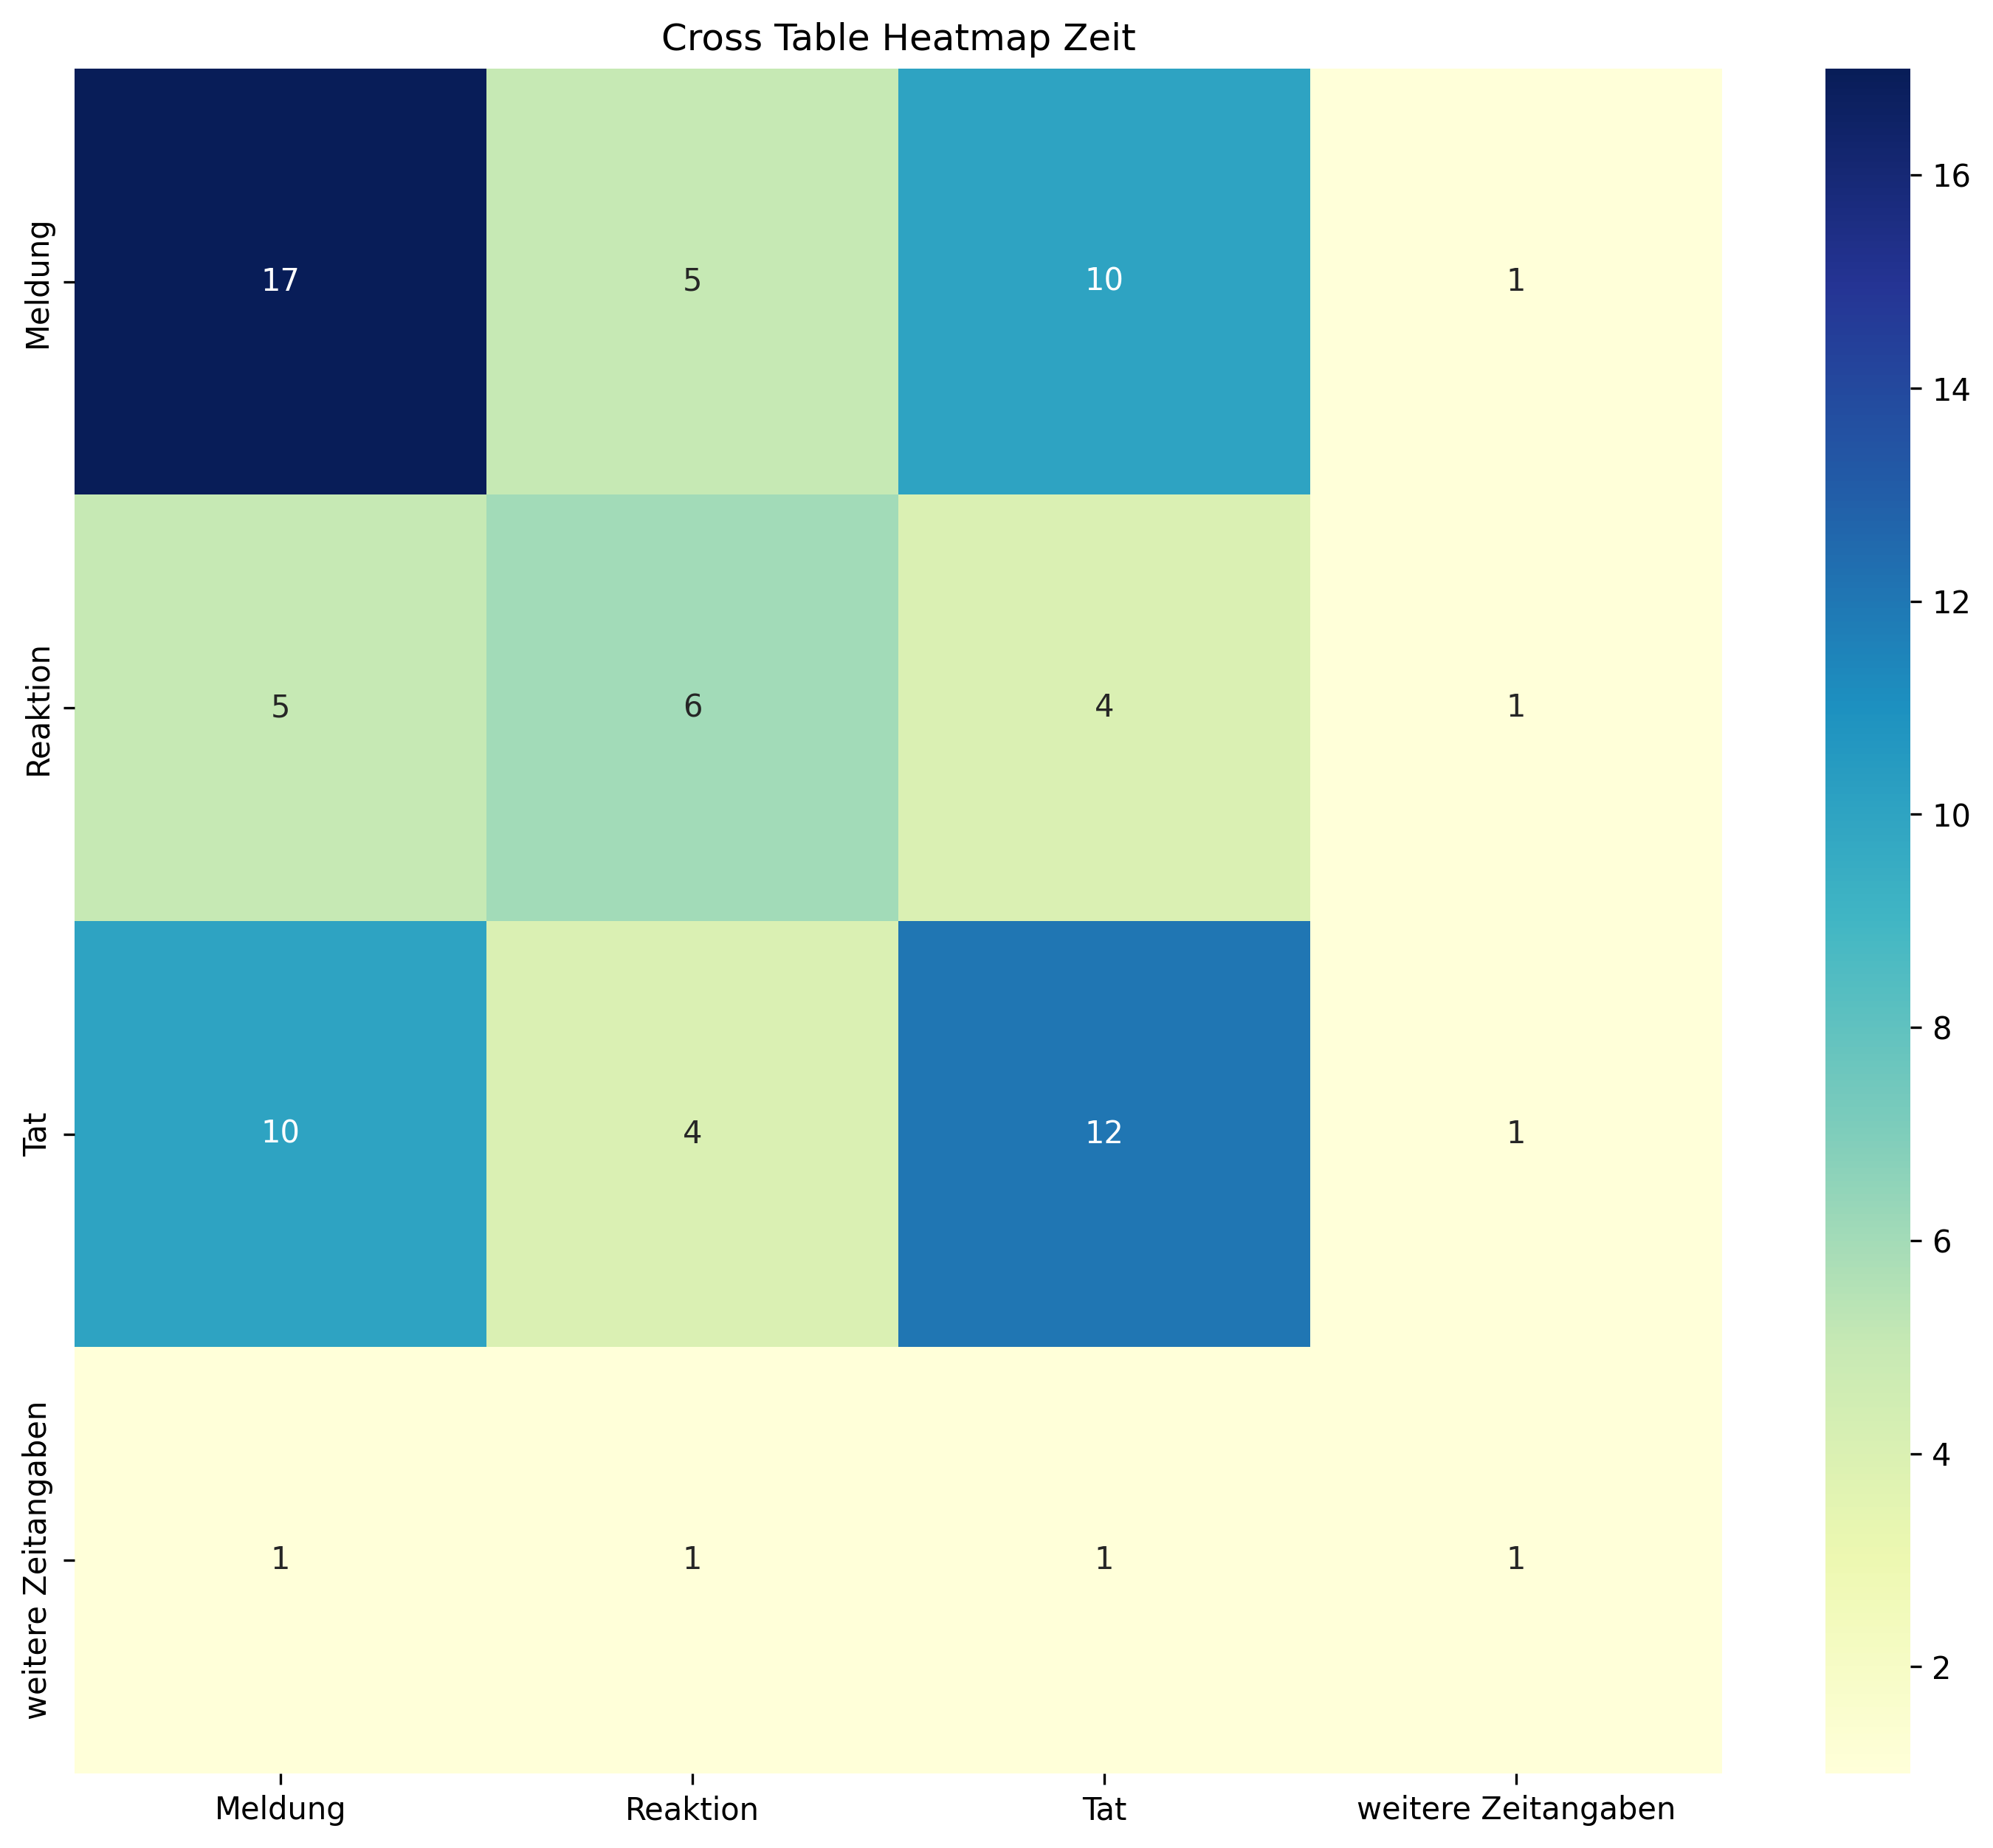 Cross Table Heatmap Zeit
Meldung
17 5 10 1
Reaktion
5 6 4 1
Tat
10 4 12 1
weitere Zeitangaben
1 1 1 1
Meldung Reaktion Tat weitere Zeitangaben
16
14
12
10
8
6
4
2